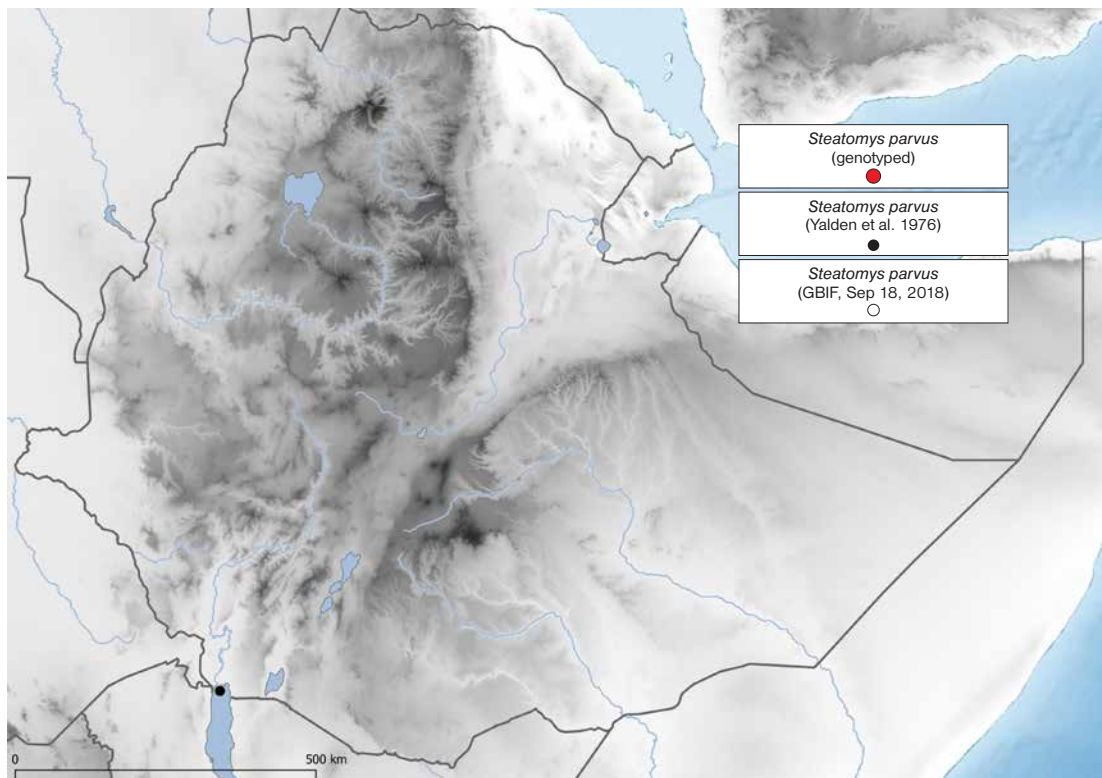 Steatomys parvus
(genotyped)
Steatomys parvus
(Yalden et al. 1976)
Steatomys parvus
(GBIF, Sep 18, 2018)
0 500 km